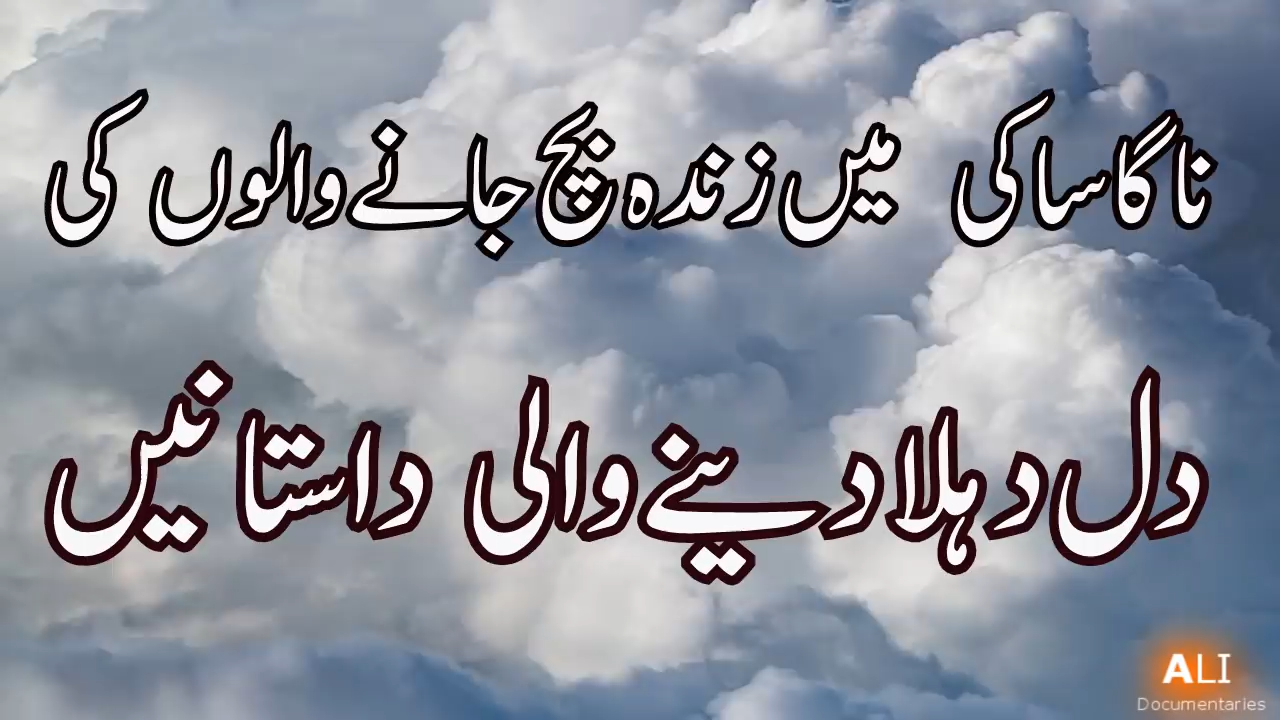 ناگاساکی میں زندہ بچ جانے والوں کی
دل دہلا دینے والی داستانیں
ALI
Documentaries